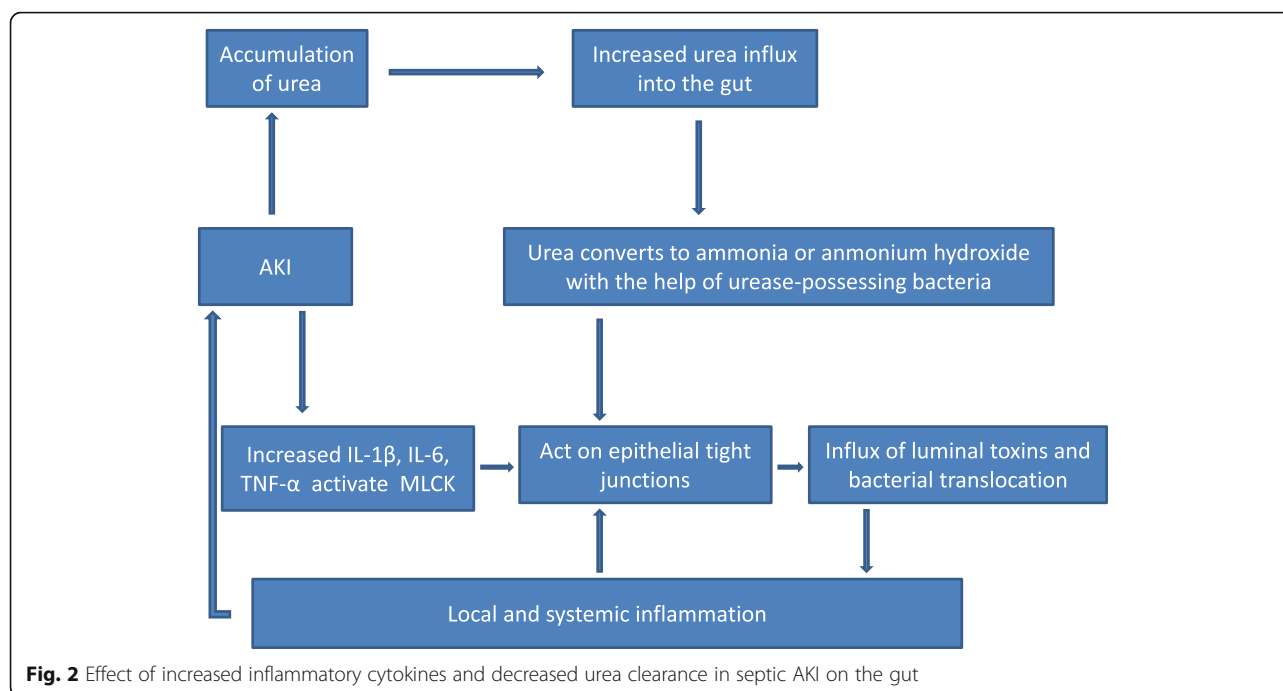 Accumulation
of urea
Increased urea influx
into the gut
AKI
Urea converts to ammonia or anmonium hydroxide
with the help of urease-possessing bacteria
Increased IL-1β, IL-6,
TNF-α activate MLCK
Act on epithelial tight
junctions
Influx of luminal toxins and
bacterial translocation
Local and systemic inflammation
Fig. 2 Effect of increased inflammatory cytokines and decreased urea clearance in septic AKI on the gut